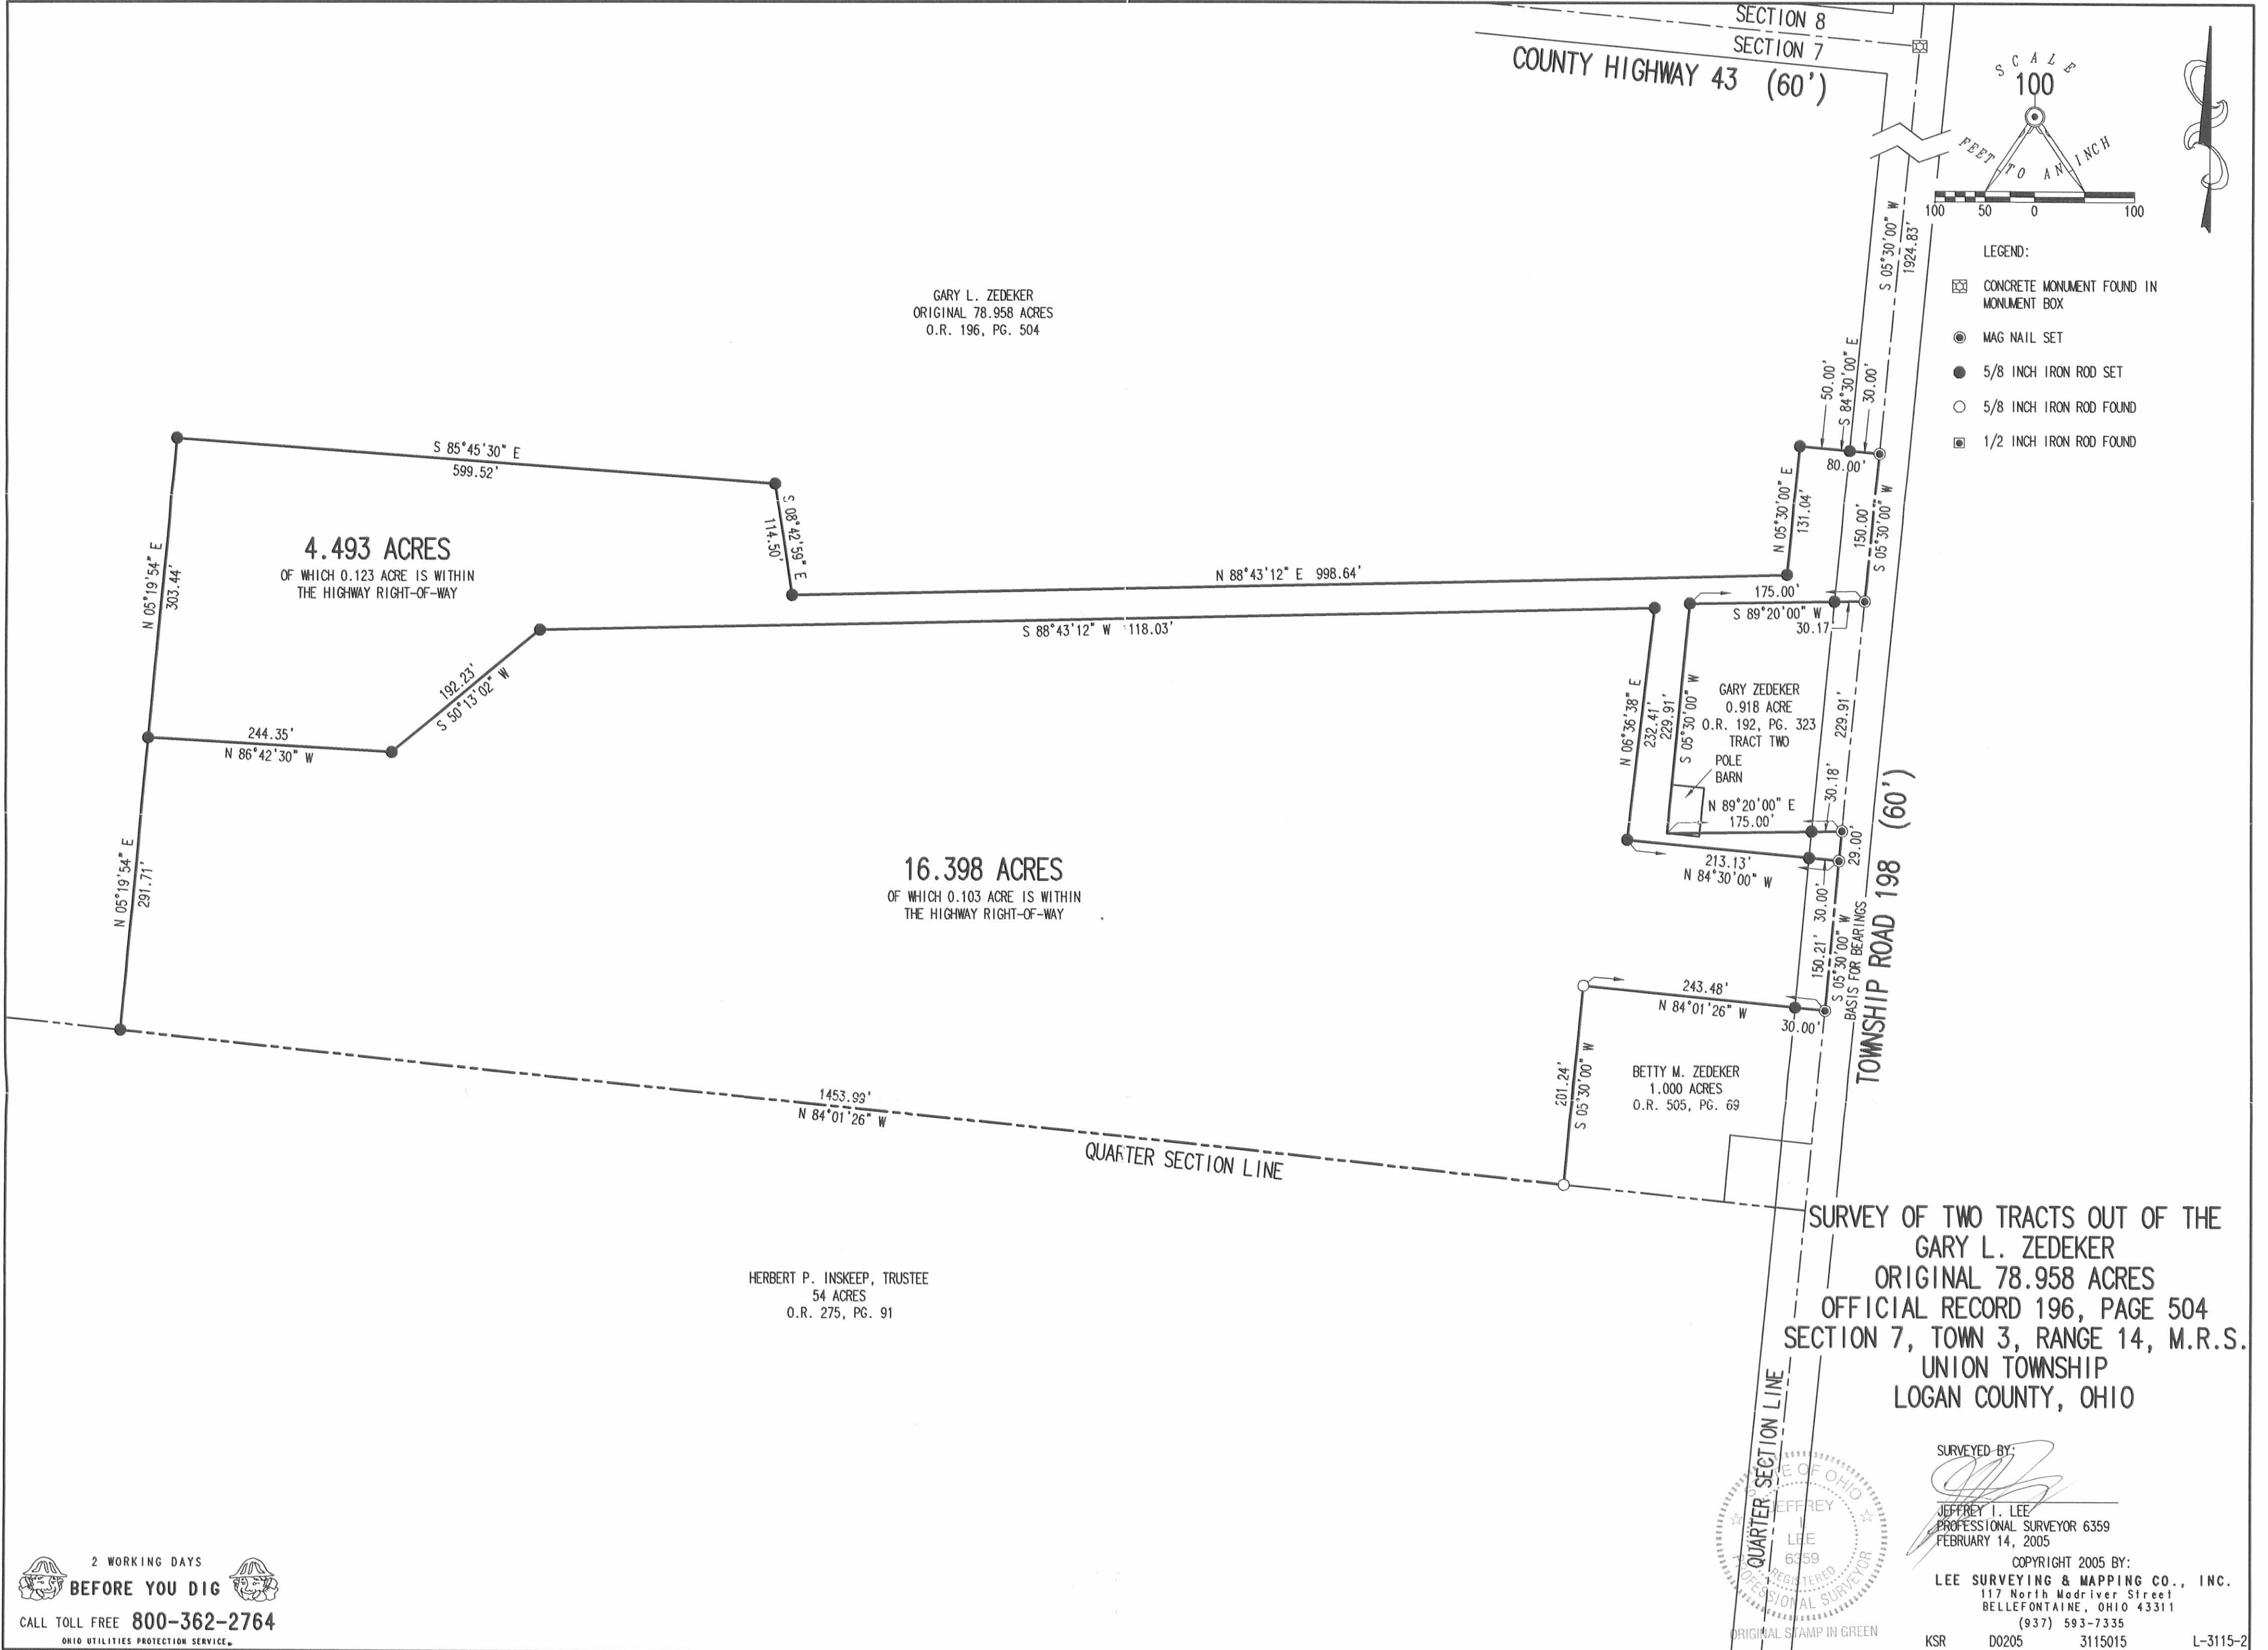 SECTION 8
SECTION 7
COUNTY HIGHWAY 43 (60')
SCALE
100
FEET TO AN INCH
100 50 0 100
LEGEND:
CONCRETE MONUMENT FOUND IN
MONUMENT BOX
MAG NAIL SET
5/8 INCH IRON ROD SET
5/8 INCH IRON ROD FOUND
1/2 INCH IRON ROD FOUND
S 05°30'00" W
1924.83'
GARY L. ZEDEKER
ORIGINAL 78.958 ACRES
O.R. 196, PG. 504
50.00'
S 84°30'00" E
30.00'
80.00'
N 05°30'00" E
131.04'
150.00'
S 05°30'00" W
S 85°45'30" E
599.52'
S 08°42'59" E
114.50'
N 05°19'54" E
303.44'
4.493 ACRES
OF WHICH 0.123 ACRE IS WITHIN
THE HIGHWAY RIGHT-OF-WAY
N 88°43'12" E 998.64'
175.00'
S 89°20'00" W
30.17
S 88°43'12" W 118.03'
192.23'
S 50°13'02" W
244.35'
N 86°42'30" W
N 06°36'38" E
232.41'
229.91'
S 05°30'00" W
GARY ZEDEKER
0.918 ACRE
O.R. 192, PG. 323
TRACT TWO
POLE
BARN
229.91'
30.18'
N 89°20'00" E
175.00'
29.00'
213.13'
N 84°30'00" W
30.00'
150.21'
S 05°30'00" W
BASIS FOR BEARINGS
TOWNSHIP ROAD 198 (60')
N 05°19'54" E
291.71'
16.398 ACRES
OF WHICH 0.103 ACRE IS WITHIN
THE HIGHWAY RIGHT-OF-WAY
243.48'
N 84°01'26" W
30.00'
201.24'
S 05°30'00" W
BETTY M. ZEDEKER
1.000 ACRES
O.R. 505, PG. 69
1453.99'
N 84°01'26" W
QUARTER SECTION LINE
HERBERT P. INSKEEP, TRUSTEE
54 ACRES
O.R. 275, PG. 91
SURVEY OF TWO TRACTS OUT OF THE
GARY L. ZEDEKER
ORIGINAL 78.958 ACRES
OFFICIAL RECORD 196, PAGE 504
SECTION 7, TOWN 3, RANGE 14, M.R.S.
UNION TOWNSHIP
LOGAN COUNTY, OHIO
QUARTER SECTION LINE
STATE OF OHIO
JEFFREY
I
LEE
6359
REGISTERED
PROFESSIONAL SURVEYOR
ORIGINAL STAMP IN GREEN
SURVEYED BY:
JEFFREY I. LEE
PROFESSIONAL SURVEYOR 6359
FEBRUARY 14, 2005
COPYRIGHT 2005 BY:
LEE SURVEYING & MAPPING CO., INC.
117 North Madriver Street
BELLEFONTAINE, OHIO 43311
(937) 593-7335
KSR D0205 3115015 L-3115-2
2 WORKING DAYS
BEFORE YOU DIG
CALL TOLL FREE 800-362-2764
OHIO UTILITIES PROTECTION SERVICE